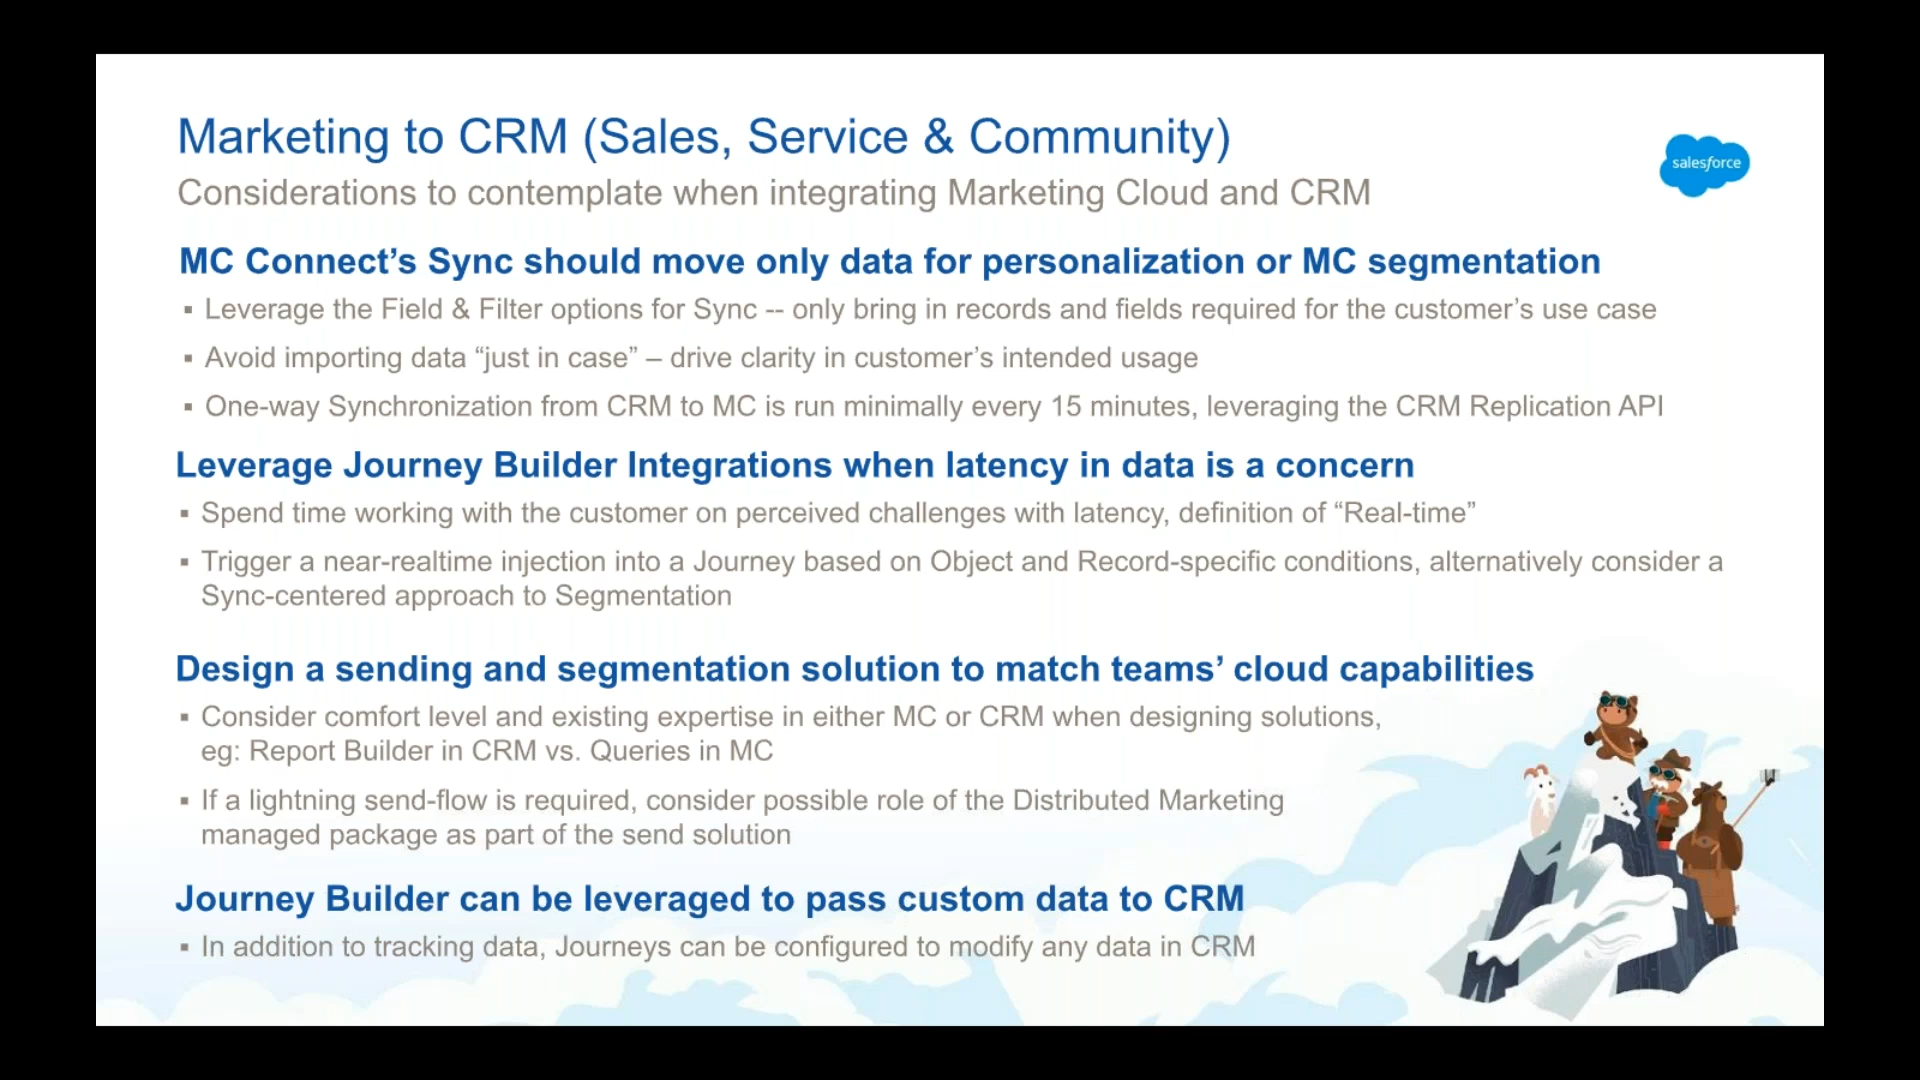 Marketing to CRM (Sales, Service & Community)
salesforce
Considerations to contemplate when integrating Marketing Cloud and CRM
MC Connect’s Sync should move only data for personalization or MC segmentation
▪ Leverage the Field & Filter options for Sync -- only bring in records and fields required for the customer’s use case
▪ Avoid importing data “just in case” – drive clarity in customer’s intended usage
▪ One-way Synchronization from CRM to MC is run minimally every 15 minutes, leveraging the CRM Replication API
Leverage Journey Builder Integrations when latency in data is a concern
▪ Spend time working with the customer on perceived challenges with latency, definition of “Real-time”
▪ Trigger a near-realtime injection into a Journey based on Object and Record-specific conditions, alternatively consider a
Sync-centered approach to Segmentation
Design a sending and segmentation solution to match teams’ cloud capabilities
▪ Consider comfort level and existing expertise in either MC or CRM when designing solutions,
eg: Report Builder in CRM vs. Queries in MC
▪ If a lightning send-flow is required, consider possible role of the Distributed Marketing
managed package as part of the send solution
Journey Builder can be leveraged to pass custom data to CRM
▪ In addition to tracking data, Journeys can be configured to modify any data in CRM